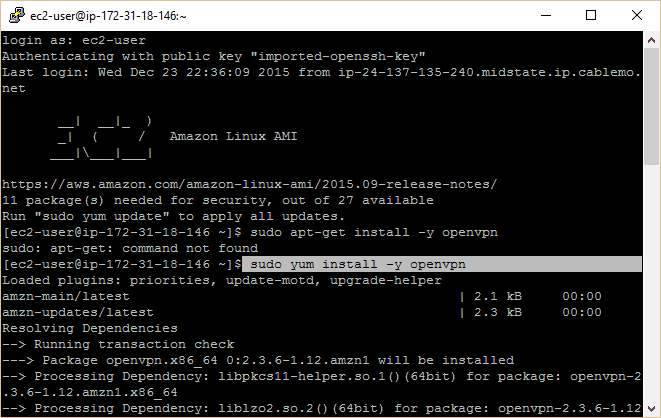 ec2-user@ip-172-31-18-146:~
login as: ec2-user
Authenticating with public key "imported-openssh-key"
Last login: Wed Dec 23 22:36:09 2015 from ip-24-137-135-240.midstate.ip.cablemo.
net
__|  __|_  )
_|  (     /   Amazon Linux AMI
___|\___|___|
https://aws.amazon.com/amazon-linux-ami/2015.09-release-notes/
11 package(s) needed for security, out of 27 available
Run "sudo yum update" to apply all updates.
[ec2-user@ip-172-31-18-146 ~]$ sudo apt-get install -y openvpn
sudo: apt-get: command not found
[ec2-user@ip-172-31-18-146 ~]$ sudo yum install -y openvpn
Loaded plugins: priorities, update-motd, upgrade-helper
amzn-main/latest | 2.1 kB 00:00
amzn-updates/latest | 2.3 kB 00:00
Resolving Dependencies
--> Running transaction check
---> Package openvpn.x86_64 0:2.3.6-1.12.amzn1 will be installed
--> Processing Dependency: libpkcs11-helper.so.1()(64bit) for package: openvpn-2
.3.6-1.12.amzn1.x86_64
--> Processing Dependency: liblzo2.so.2()(64bit) for package: openvpn-2.3.6-1.12